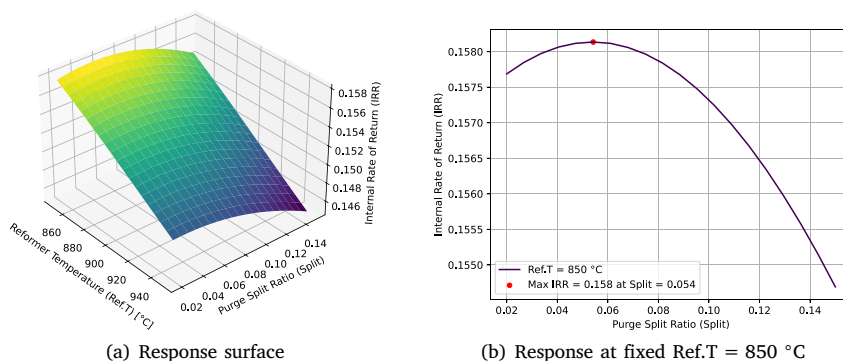 0.158
0.156
0.154
0.152
0.150
0.148
0.146
Internal Rate of Return (IRR)
860
880
900
920
940
Reformer Temperature (Ref.T) [°C]
0.02
0.04
0.06
0.08
0.10
0.12
0.14
Purge Split Ratio (Split)
(a) Response surface
0.1580
0.1575
0.1570
0.1565
0.1560
0.1555
0.1550
Internal Rate of Return (IRR)
Ref.T = 850 °C
Max IRR = 0.158 at Split = 0.054
0.02 0.04 0.06 0.08 0.10 0.12 0.14
Purge Split Ratio (Split)
(b) Response at fixed Ref.T = 850 °C